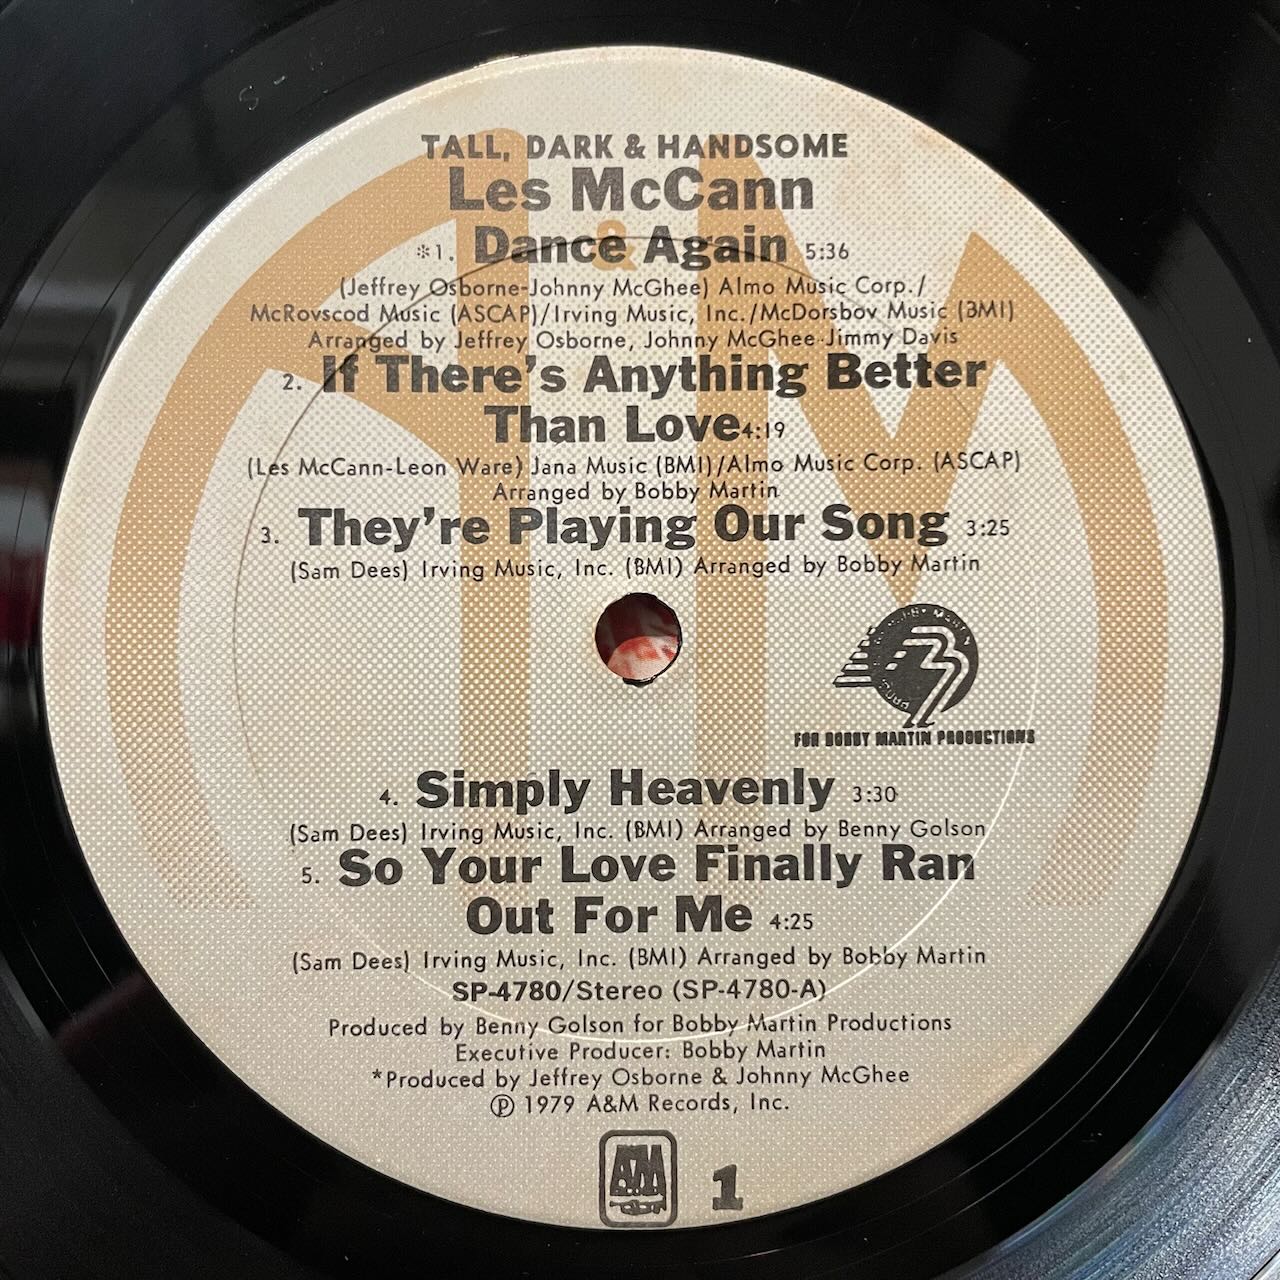 TALL, DARK & HANDSOME
Les McCann
&
*1. Dance Again 5:36
(Jeffrey Osborne-Johnny McGhee) Almo Music Corp./
McRovscod Music (ASCAP)/Irving Music, Inc./McDorsbov Music (BMI)
Arranged by Jeffrey Osborne, Johnny McGhee-Jimmy Davis
2. If There's Anything Better
Than Love 4:19
(Les McCann-Leon Ware) Jana Music (BMI)/Almo Music Corp. (ASCAP)
Arranged by Bobby Martin
3. They're Playing Our Song 3:25
(Sam Dees) Irving Music, Inc. (BMI) Arranged by Bobby Martin
FOR BOBBY MARTIN PRODUCTIONS
4. Simply Heavenly 3:30
(Sam Dees) Irving Music, Inc. (BMI) Arranged by Benny Golson
5. So Your Love Finally Ran
Out For Me 4:25
(Sam Dees) Irving Music, Inc. (BMI) Arranged by Bobby Martin
SP-4780/Stereo (SP-4780-A)
Produced by Benny Golson for Bobby Martin Productions
Executive Producer: Bobby Martin
*Produced by Jeffrey Osborne & Johnny McGhee
℗ 1979 A&M Records, Inc.
A&M 1